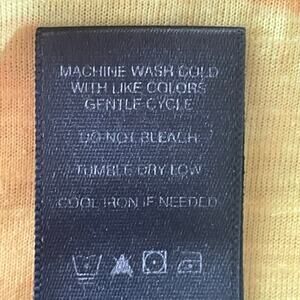 MACHINE WASH COLD
WITH LIKE COLORS
GENTLE CYCLE
DO NOT BLEACH
TUMBLE DRY LOW
COOL IRON IF NEEDED